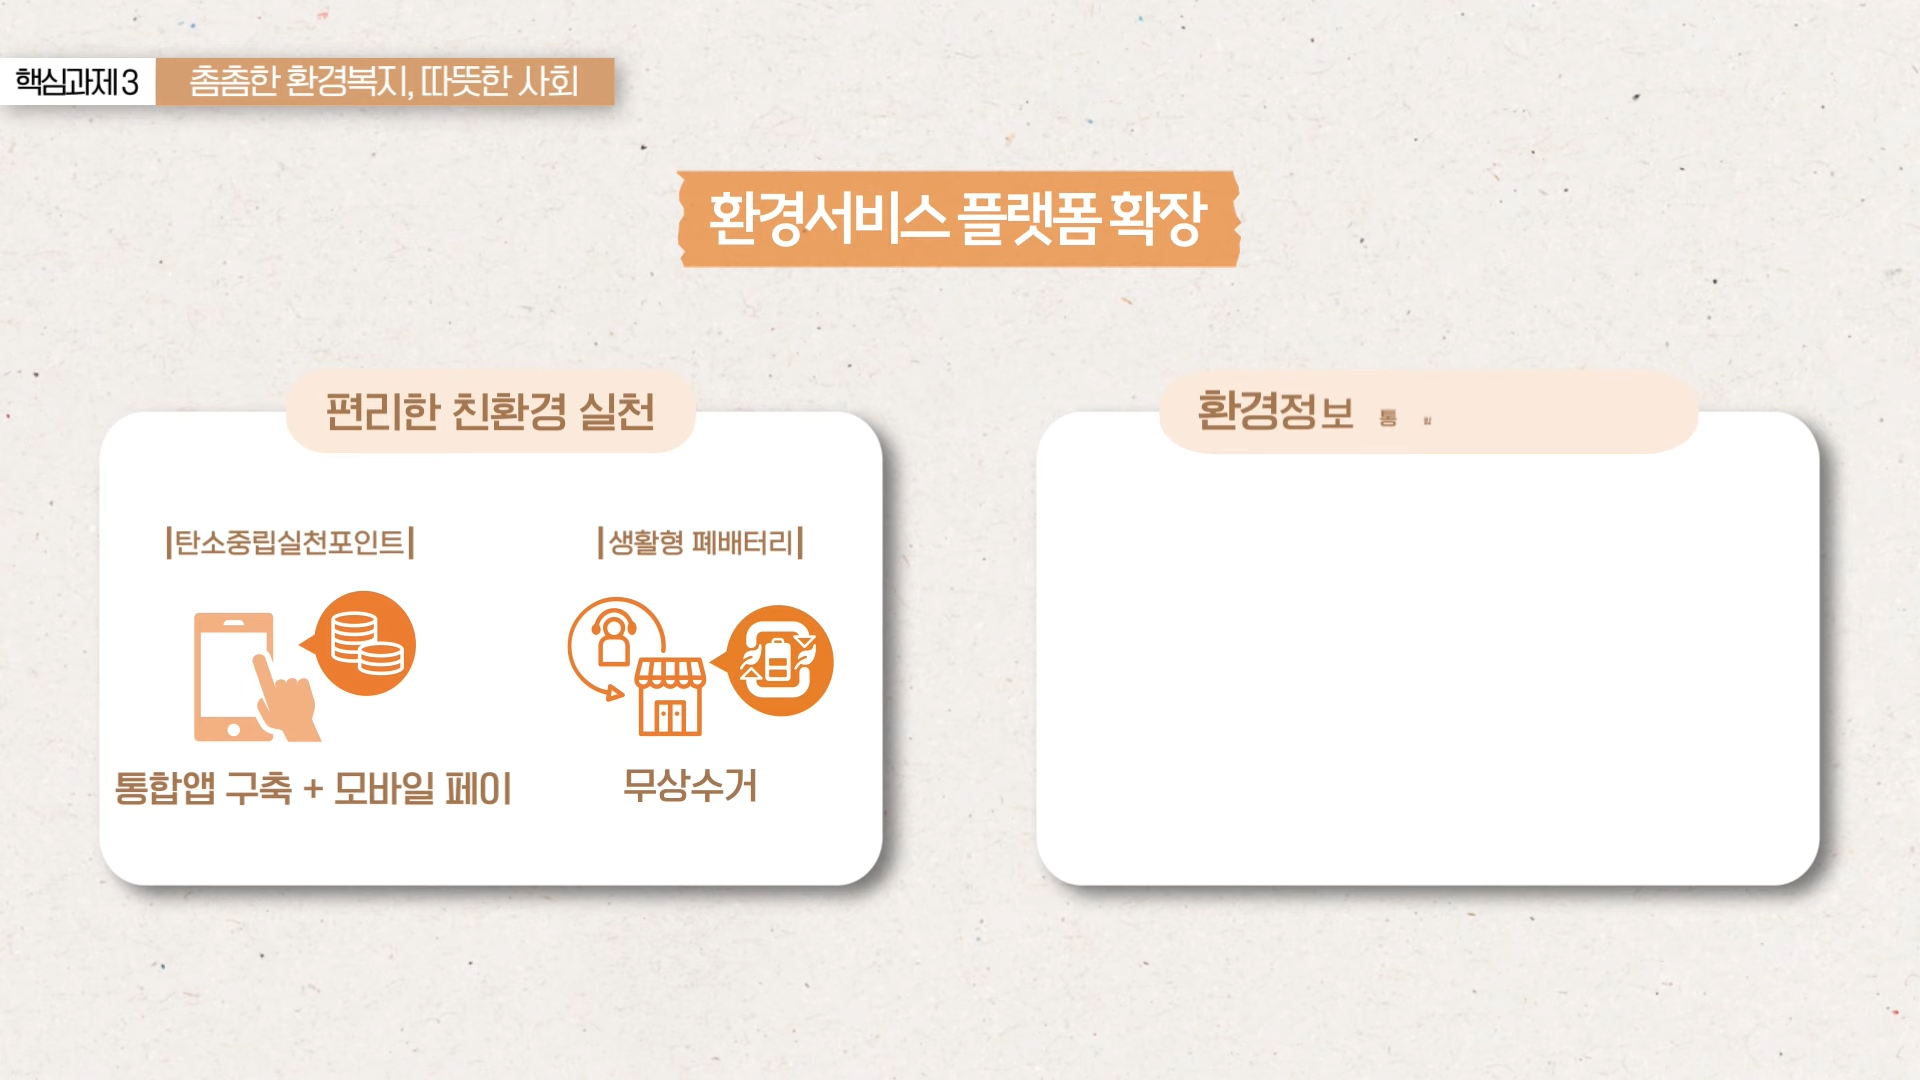 핵심과제 3 촘촘한 환경복지, 따뜻한 사회
환경서비스 플랫폼 확장
편리한 친환경 실천
탄소중립실천포인트
생활형 폐배터리
통합앱 구축 + 모바일 페이
무상수거
환경정보 통